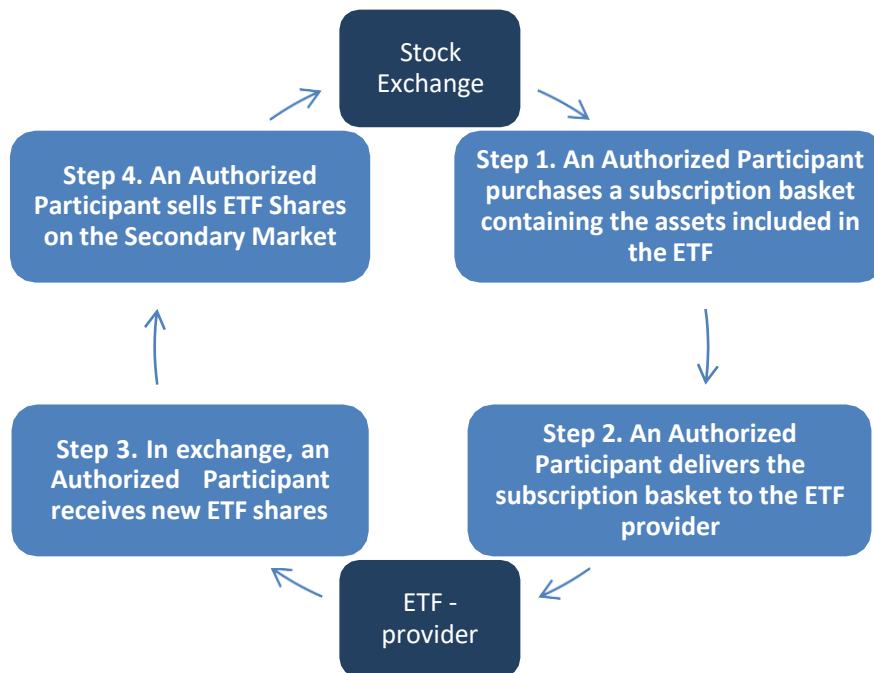 Stock
Exchange
Step 1. An Authorized Participant
purchases a subscription basket
containing the assets included in
the ETF
Step 2. An Authorized
Participant delivers the
subscription basket to the ETF
provider
ETF -
provider
Step 3. In exchange, an
Authorized Participant
receives new ETF shares
Step 4. An Authorized
Participant sells ETF Shares
on the Secondary Market